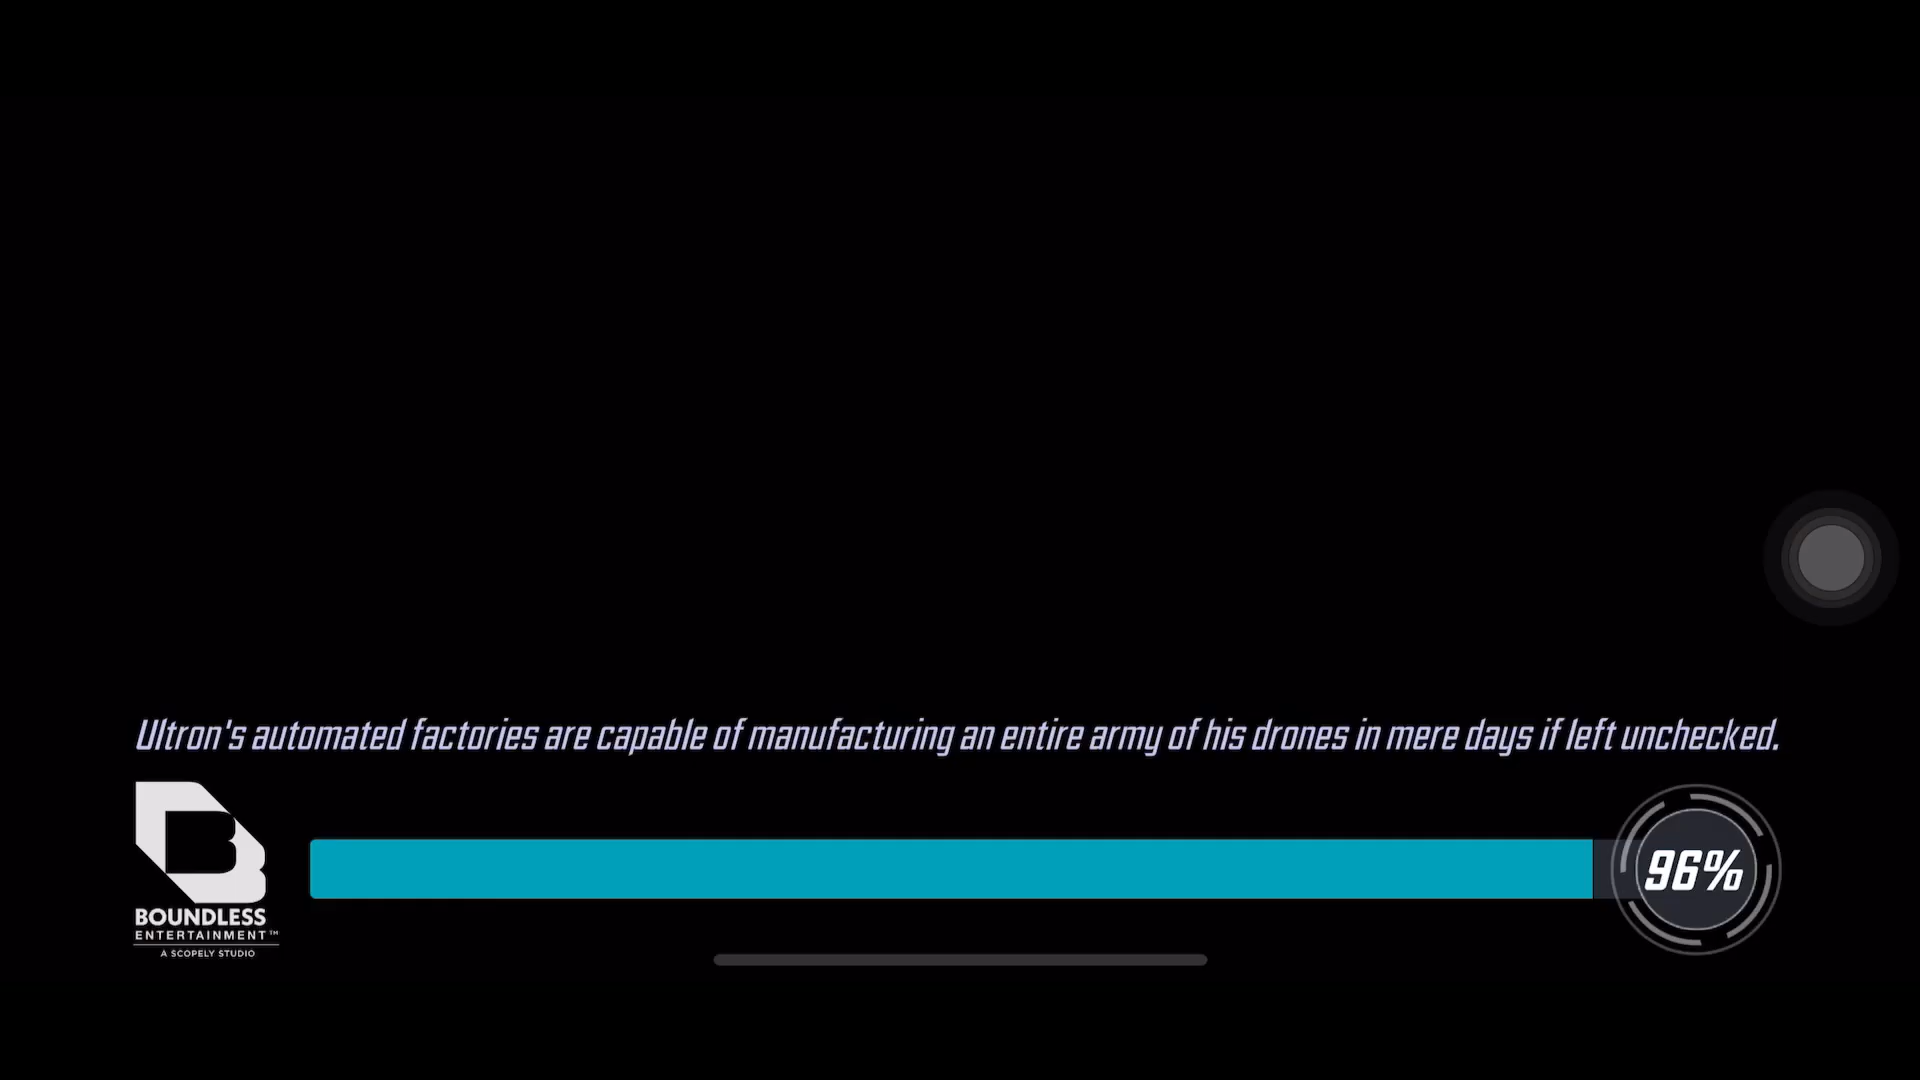 Ultron's automated factories are capable of manufacturing an entire army of his drones in mere days if left unchecked.
96%
BOUNDLESS
ENTERTAINMENT™
A SCOPELY STUDIO